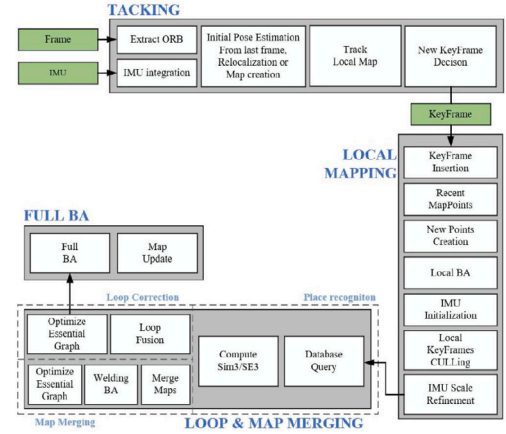 TACKING
Frame
Extract ORB
Initial Pose Estimation
From last frame,
Relocalization or
Map creation
Track
Local Map
New KeyFrame
Decison
IMU
IMU integration
KeyFrame
LOCAL
MAPPING
KeyFrame
Insertion
Recent
MapPoints
New Points
Creation
Local BA
IMU
Initialization
Local
KeyFrames
CULLing
IMU Scale
Refinement
FULL BA
Full
BA
Map
Update
Loop Correction
Place recogniton
Optimize
Essential
Graph
Loop
Fusion
Compute
Sim3/SE3
Database
Query
Optimize
Essential
Graph
Welding
BA
Merge
Maps
Map Merging
LOOP & MAP MERGING